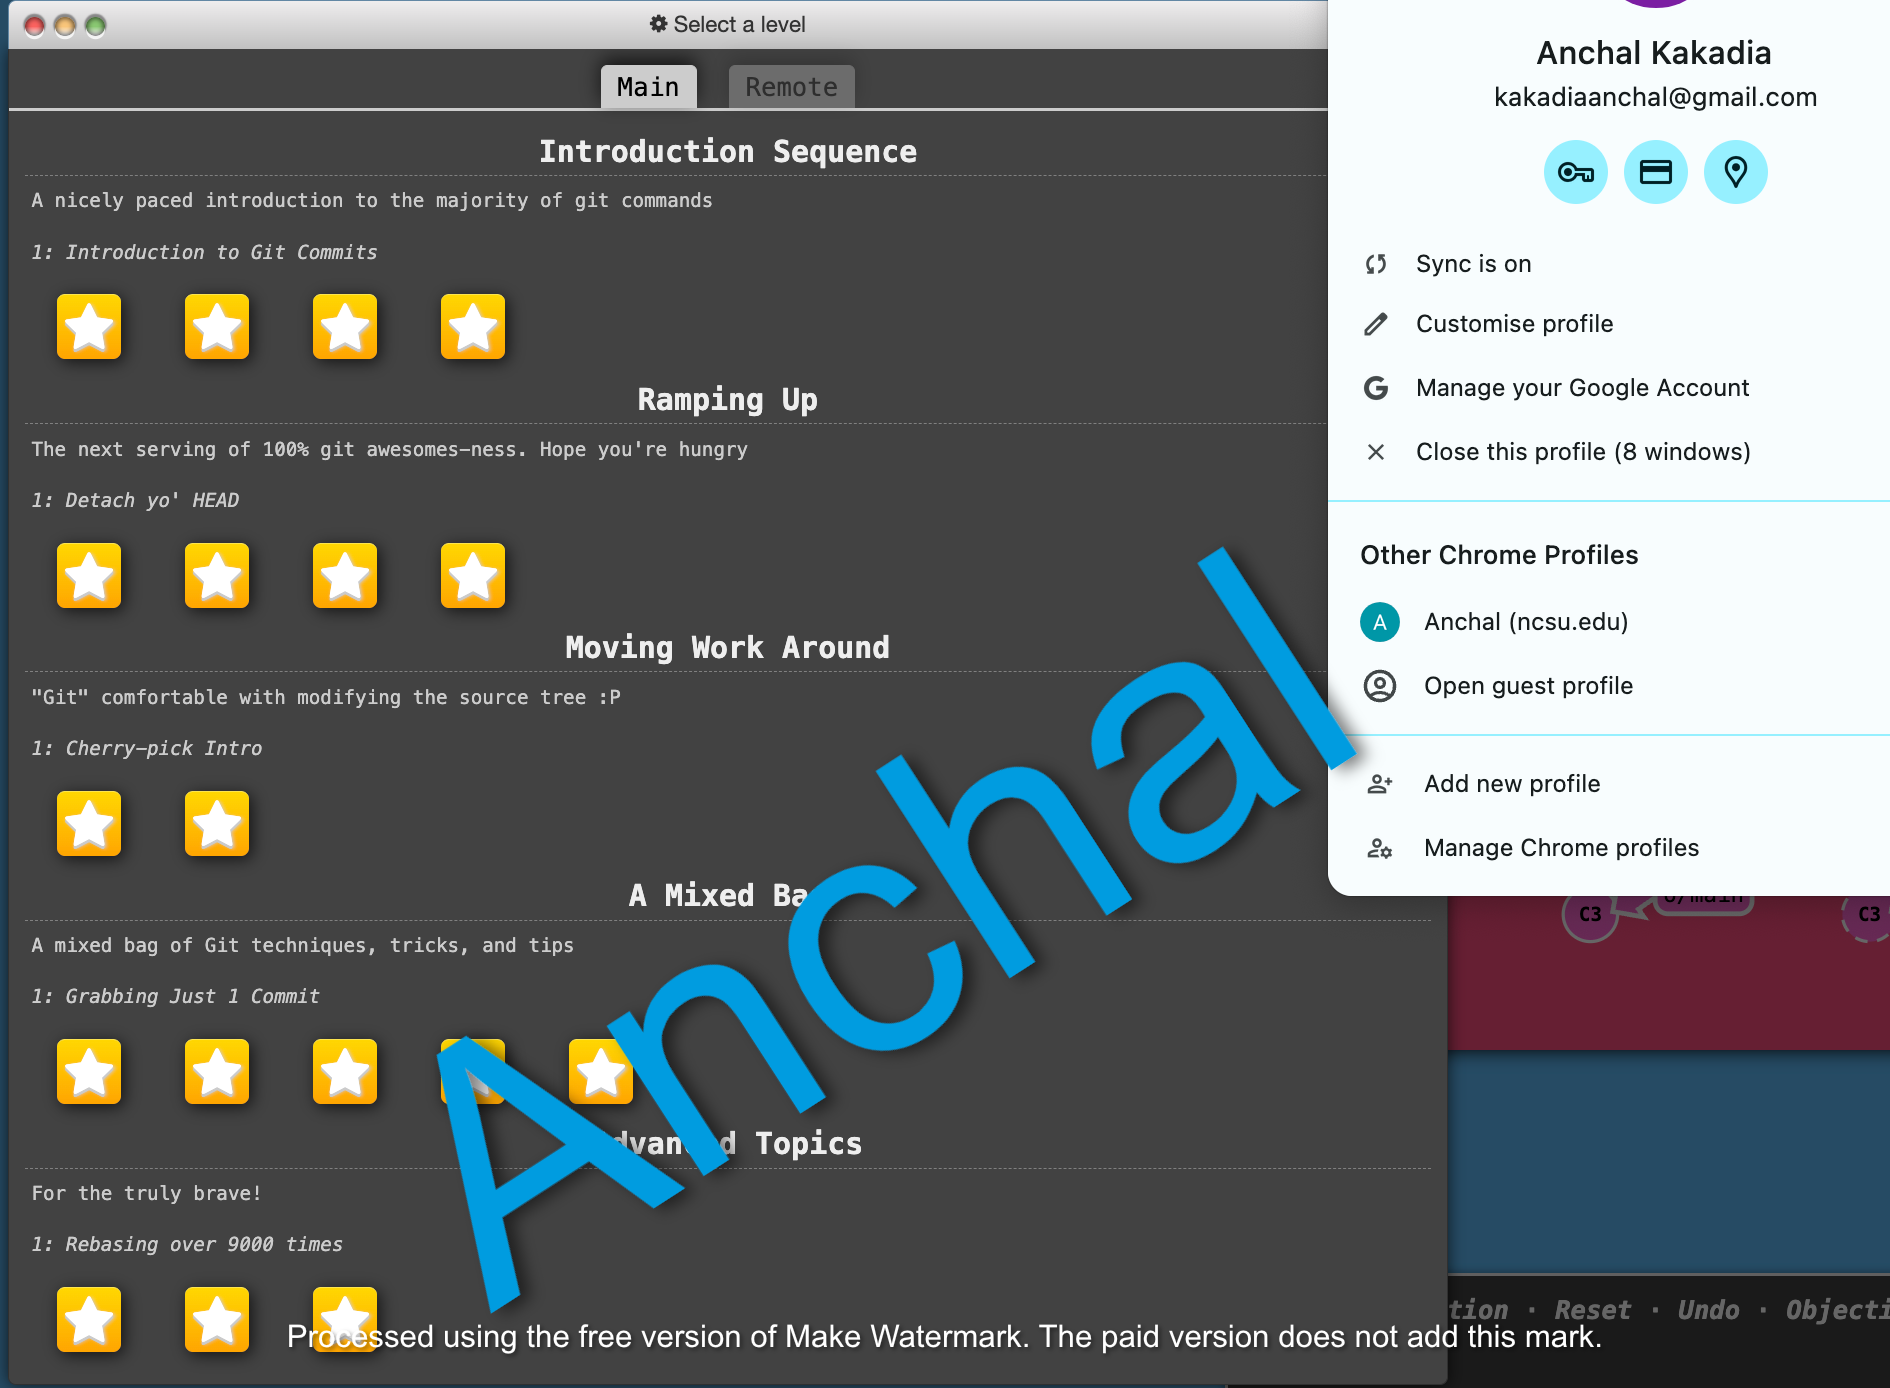 Select a level
Main Remote
Introduction Sequence
A nicely paced introduction to the majority of git commands
1: Introduction to Git Commits
Ramping Up
The next serving of 100% git awesomes-ness. Hope you're hungry
1: Detach yo' HEAD
Moving Work Around
"Git" comfortable with modifying the source tree :P
1: Cherry-pick Intro
A Mixed Ba
A mixed bag of Git techniques, tricks, and tips
1: Grabbing Just 1 Commit
Topics
For the truly brave!
1: Rebasing over 9000 times
Anchal Kakadia
kakadiaanchal@gmail.com
Sync is on
Customise profile
Manage your Google Account
Close this profile (8 windows)
Other Chrome Profiles
A Anchal (ncsu.edu)
Open guest profile
Add new profile
Manage Chrome profiles
C3 C3
tion · Reset · Undo · Objecti
Anchal
Processed using the free version of Make Watermark. The paid version does not add this mark.